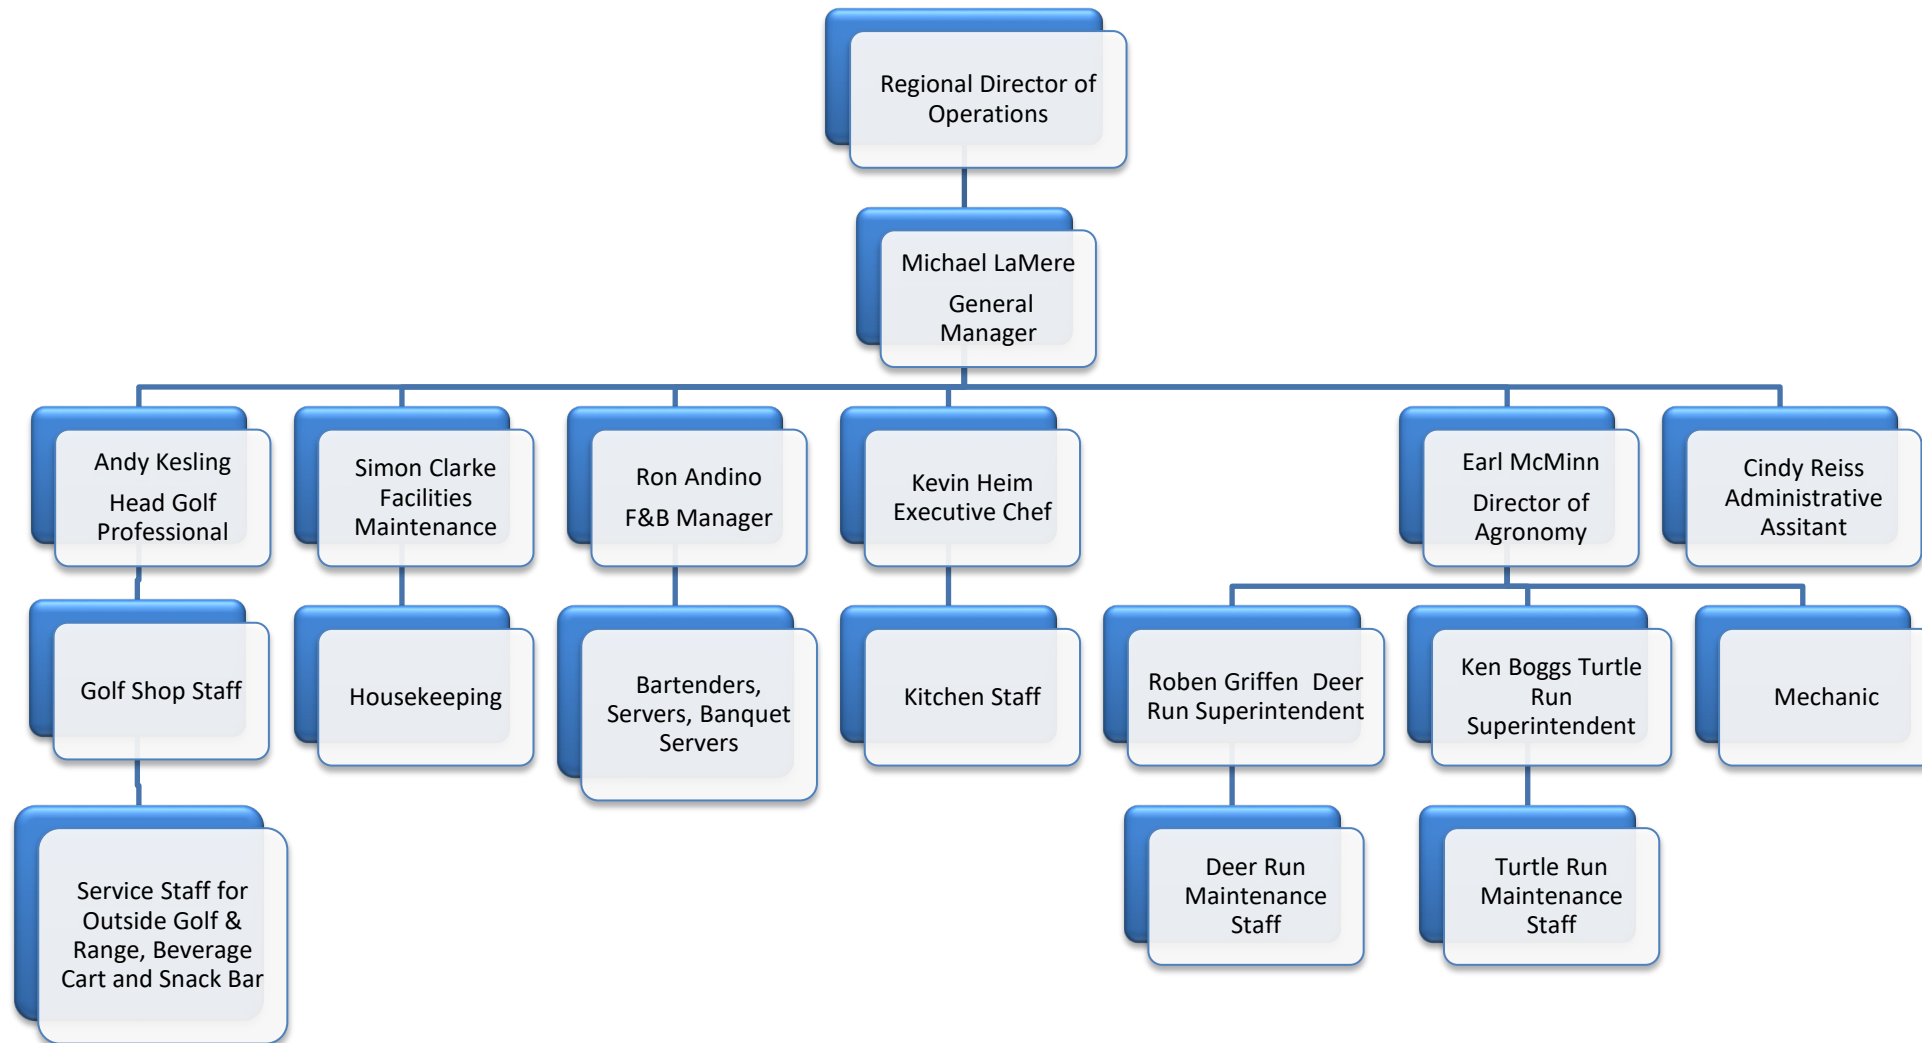 Regional Director of
Operations
Michael LaMere
General
Manager
Andy Kesling
Head Golf
Professional
Simon Clarke
Facilities
Maintenance
Ron Andino
F&B Manager
Kevin Heim
Executive Chef
Earl McMinn
Director of
Agronomy
Cindy Reiss
Administrative
Assitant
Golf Shop Staff
Housekeeping
Bartenders,
Servers, Banquet
Servers
Kitchen Staff
Roben Griffen  Deer
Run Superintendent
Ken Boggs Turtle
Run
Superintendent
Mechanic
Service Staff for
Outside Golf &
Range, Beverage
Cart and Snack Bar
Deer Run
Maintenance
Staff
Turtle Run
Maintenance
Staff